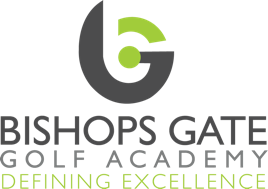 BISHOPS GATE
GOLF ACADEMY
DEFINING EXCELLENCE